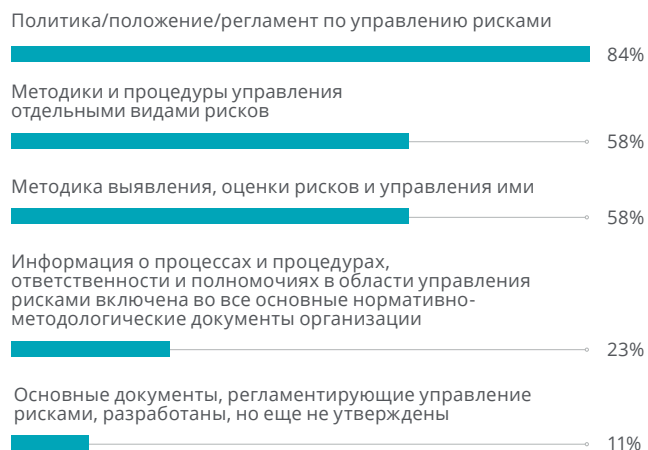 Политика/положение/регламент по управлению рисками
84%
Методики и процедуры управления
отдельными видами рисков
58%
Методика выявления, оценки рисков и управления ими
58%
Информация о процессах и процедурах,
ответственности и полномочиях в области управления
рисками включена во все основные нормативно-
методологические документы организации
23%
Основные документы, регламентирующие управление
рисками, разработаны, но еще не утверждены
11%